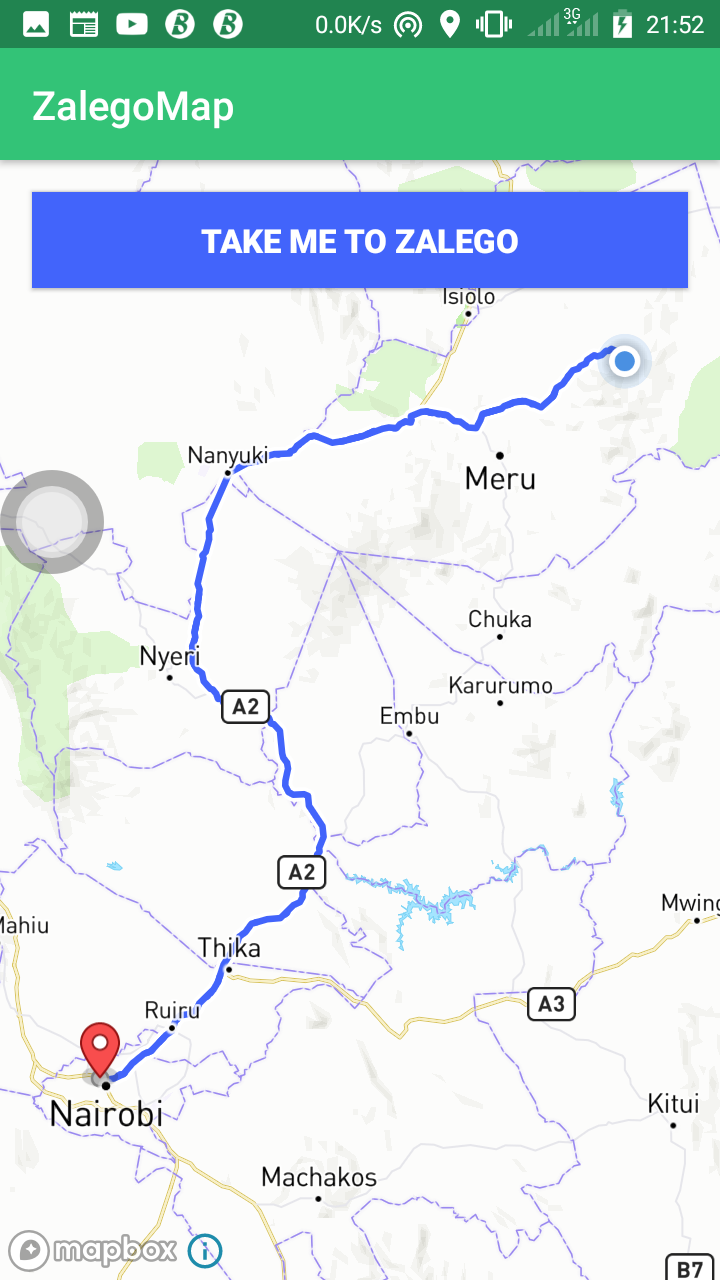 0.0K/s 3G 21:52
ZalegoMap
TAKE ME TO ZALEGO
Isiolo
Nanyuki
Meru
Chuka
Nyeri
Karurumo
A2
Embu
A2
Mwing
Mahiu
Thika
A3
Ruiru
Nairobi
Kitui
Machakos
mapbox
B7